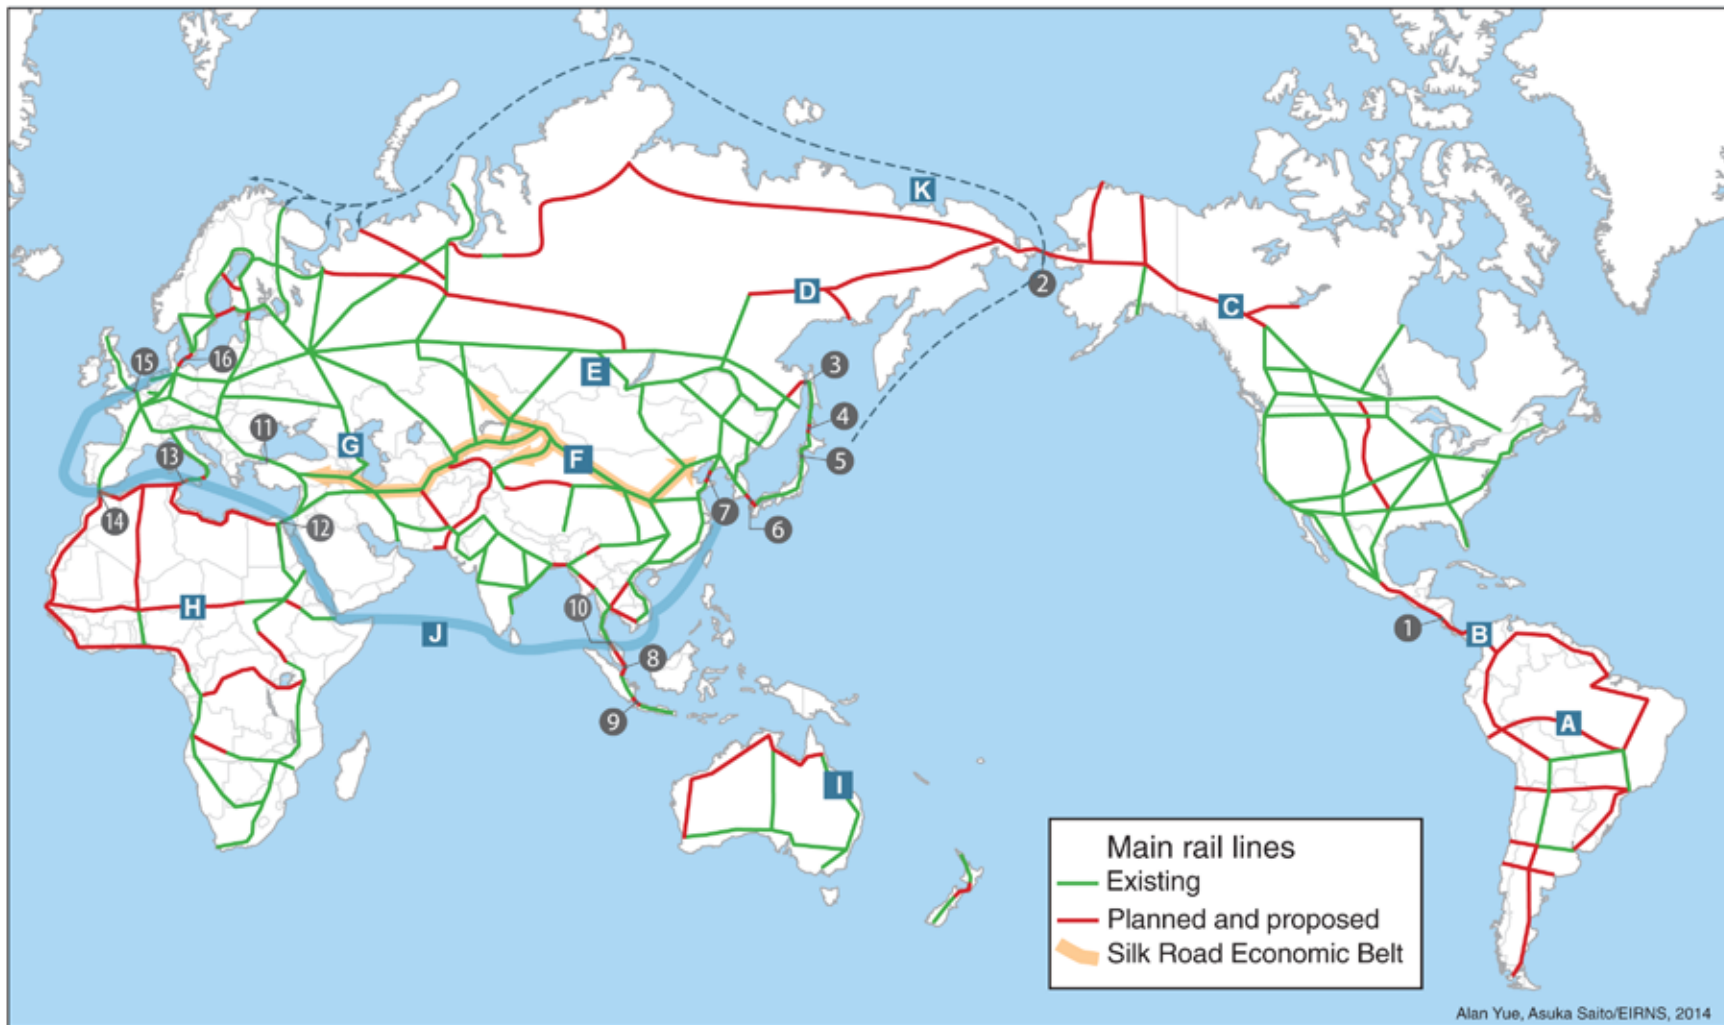 K
2
D
C
3
15
16
E
4
11
G
F
5
13
14
12
7
6
10
H
J
1
B
8
9
A
I
Main rail lines
Existing
Planned and proposed
Silk Road Economic Belt
Alan Yue, Asuka Saito/EIRNS, 2014